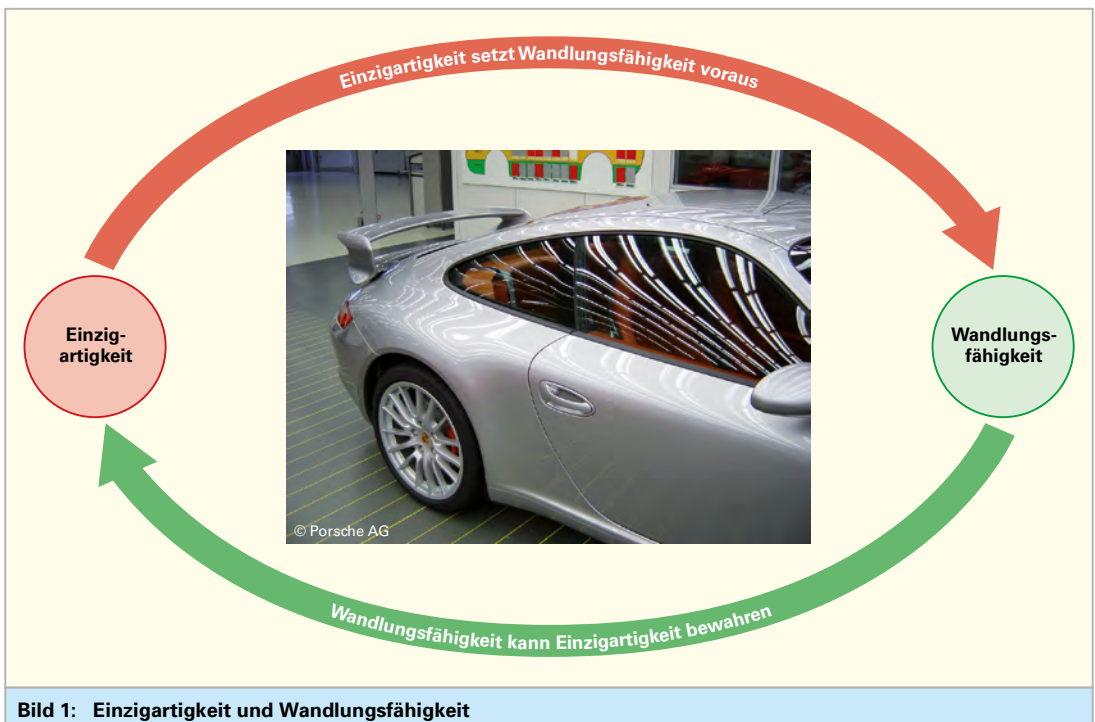 Einzigartigkeit setzt Wandlungsfähigkeit voraus
Einzig-
artigkeit
Wandlungs-
fähigkeit
© Porsche AG
Wandlungsfähigkeit kann Einzigartigkeit bewahren
Bild 1: Einzigartigkeit und Wandlungsfähigkeit